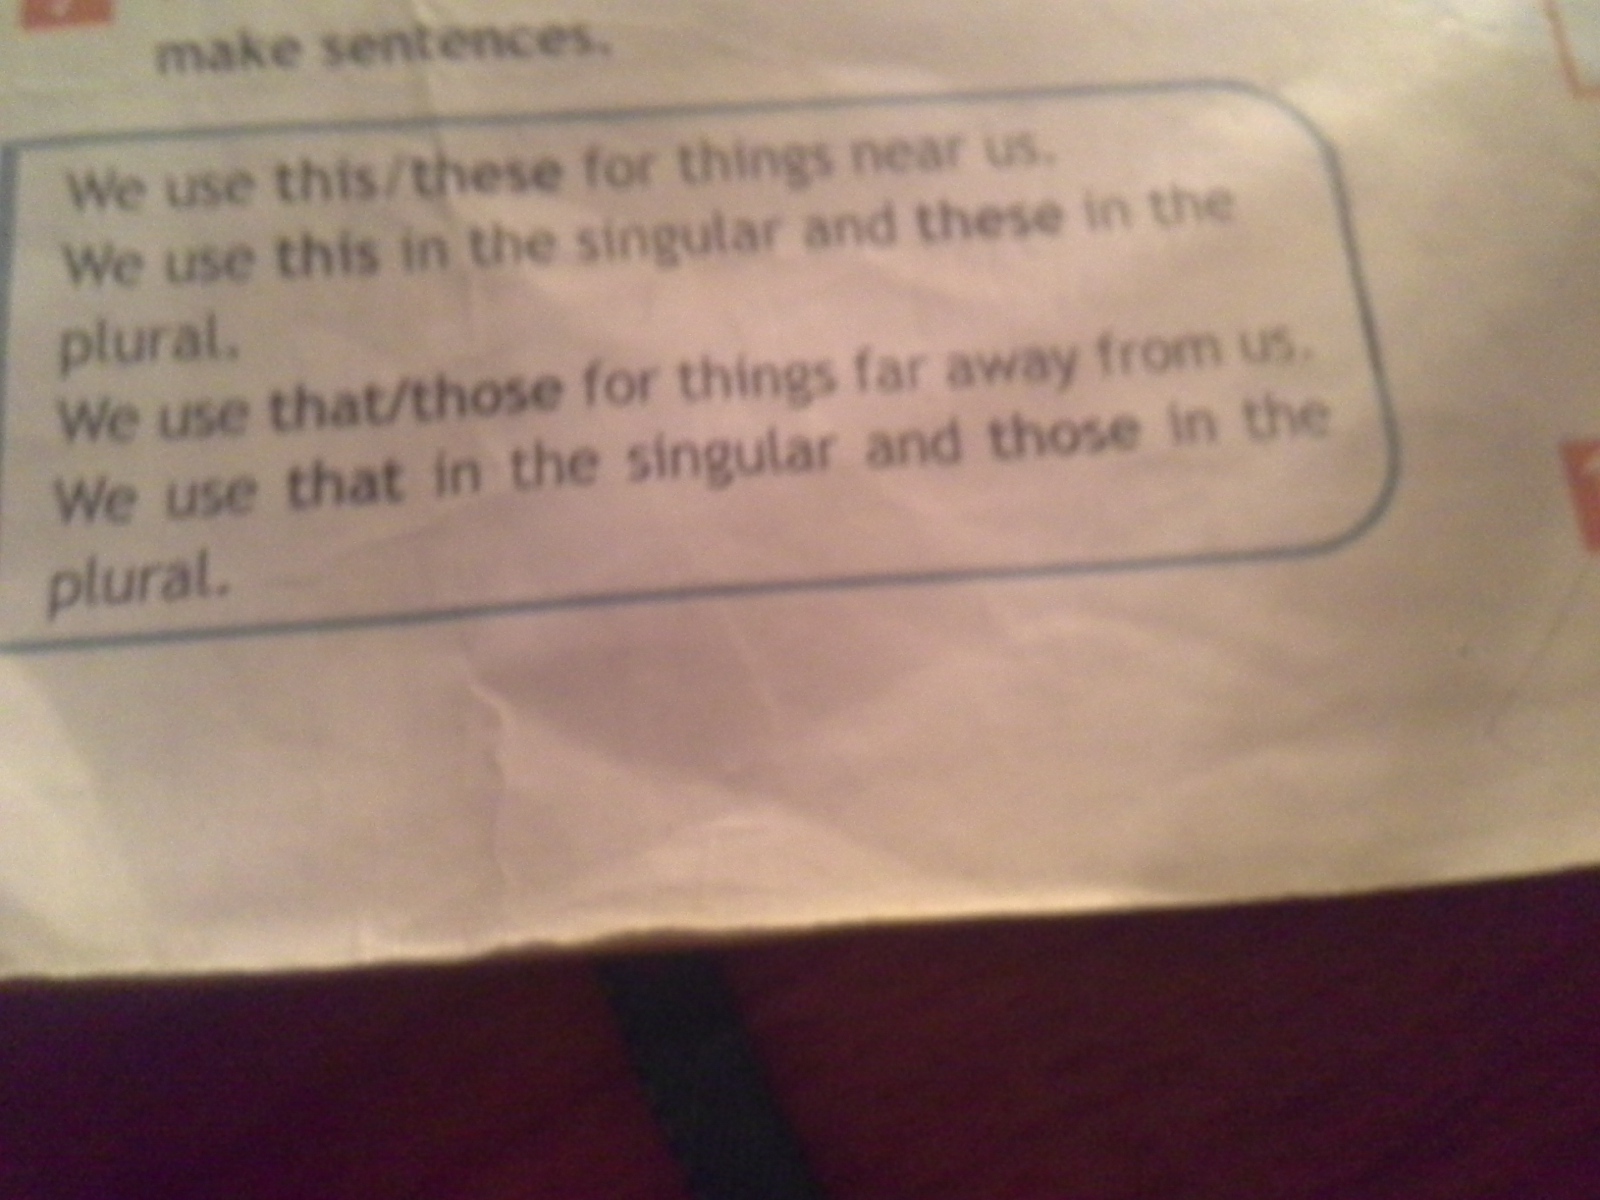 make sentences.
We use this/these for things near us.
We use this in the singular and these in the
plural.
We use that/those for things far away from us.
We use that in the singular and those in the
plural.